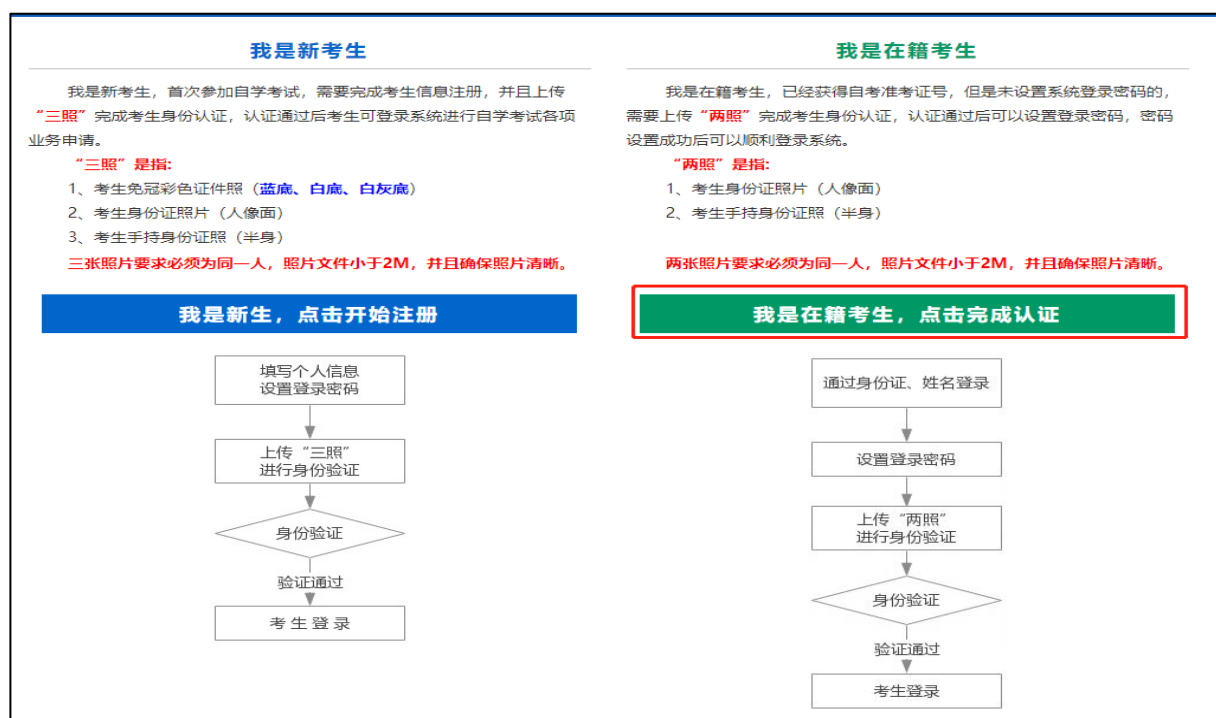 我是新考生
我是新考生，首次参加自学考试，需要完成考生信息注册，并且上传
“三照”完成考生身份认证，认证通过后考生可登录系统进行自学考试各项
业务申请。
“三照”是指：
1、考生免冠彩色证件照（蓝底、白底、白灰底）
2、考生身份证照片（人像面）
3、考生手持身份证照（半身）
三张照片要求必须为同一人，照片文件小于2M，并且确保照片清晰。
我是新生，点击开始注册
填写个人信息
设置登录密码
上传“三照”
进行身份验证
身份验证
验证通过
考 生 登 录
我是在籍考生
我是在籍考生，已经获得自考准考证号，但是未设置系统登录密码的，
需要上传“两照”完成考生身份认证，认证通过后可以设置登录密码，密码
设置成功后可以顺利登录系统。
“两照”是指：
1、考生身份证照片（人像面）
2、考生手持身份证照（半身）
两张照片要求必须为同一人，照片文件小于2M，并且确保照片清晰。
我是在籍考生，点击完成认证
通过身份证、姓名登录
设置登录密码
上传“两照”
进行身份验证
身份验证
验证通过
考生登录